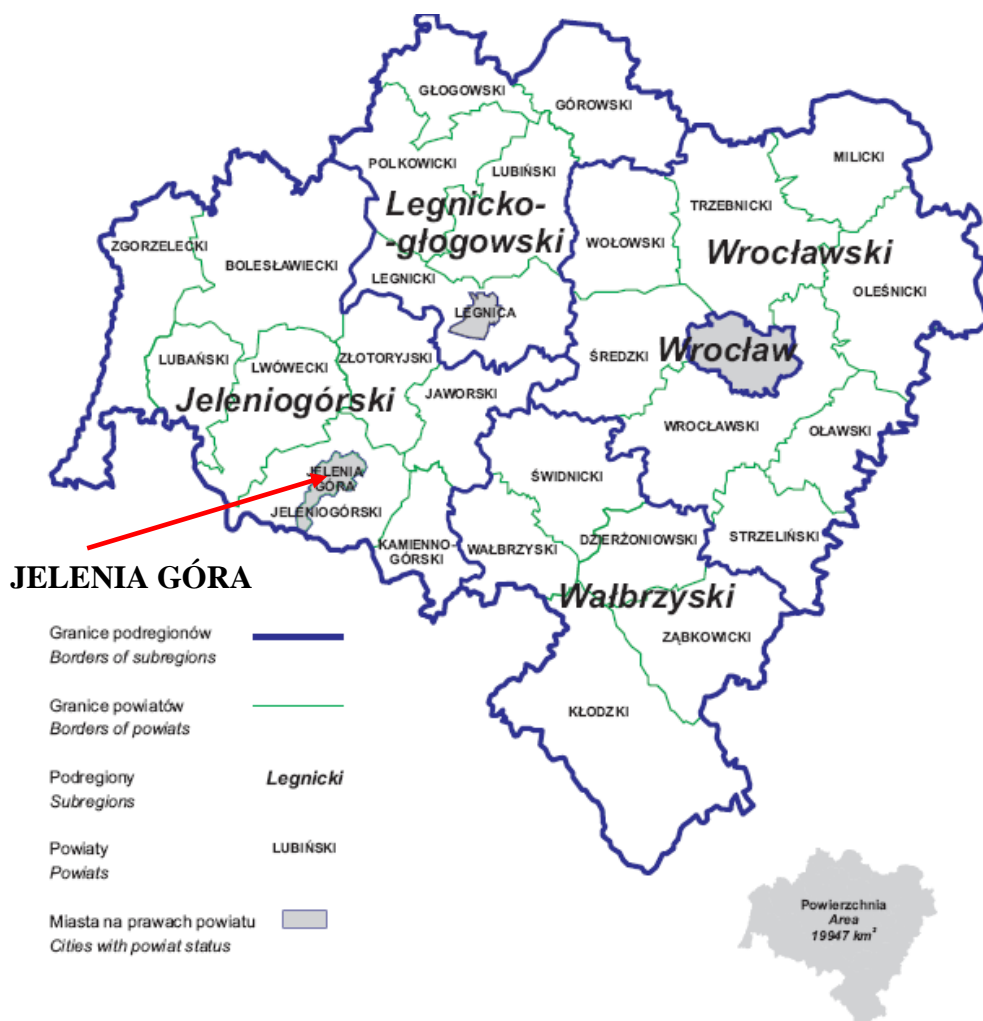 GŁOGOWSKI
GÓROWSKI
POLKOWICKI
LUBIŃSKI
MILICKI
TRZEBNICKI
Legnicko-
-głogowski
ZGORZELECKI
BOLESŁAWIECKI
WOŁOWSKI
Wrocławski
LEGNICKI
OLEŚNICKI
LEGNICA
LUBAŃSKI
LWÓWECKI
ZŁOTORYJSKI
ŚREDZKI
Wrocław
Jeleniogórski
JAWORSKI
WROCŁAWSKI
OŁAWSKI
JELENIA
GÓRA
ŚWIDNICKI
JELENIOGÓRSKI
STRZELIŃSKI
KAMIENNO-
GÓRSKI
WAŁBRZYSKI
DZIERŻONIOWSKI
JELENIA GÓRA
Wałbrzyski
ZĄBKOWICKI
KŁODZKI
Granice podregionów
Borders of subregions
Granice powiatów
Borders of powiats
Podregiony
Subregions
Legnicki
Powiaty
Powiats
LUBIŃSKI
Miasta na prawach powiatu
Cities with powiat status
Powierzchnia
Area
19947 km²